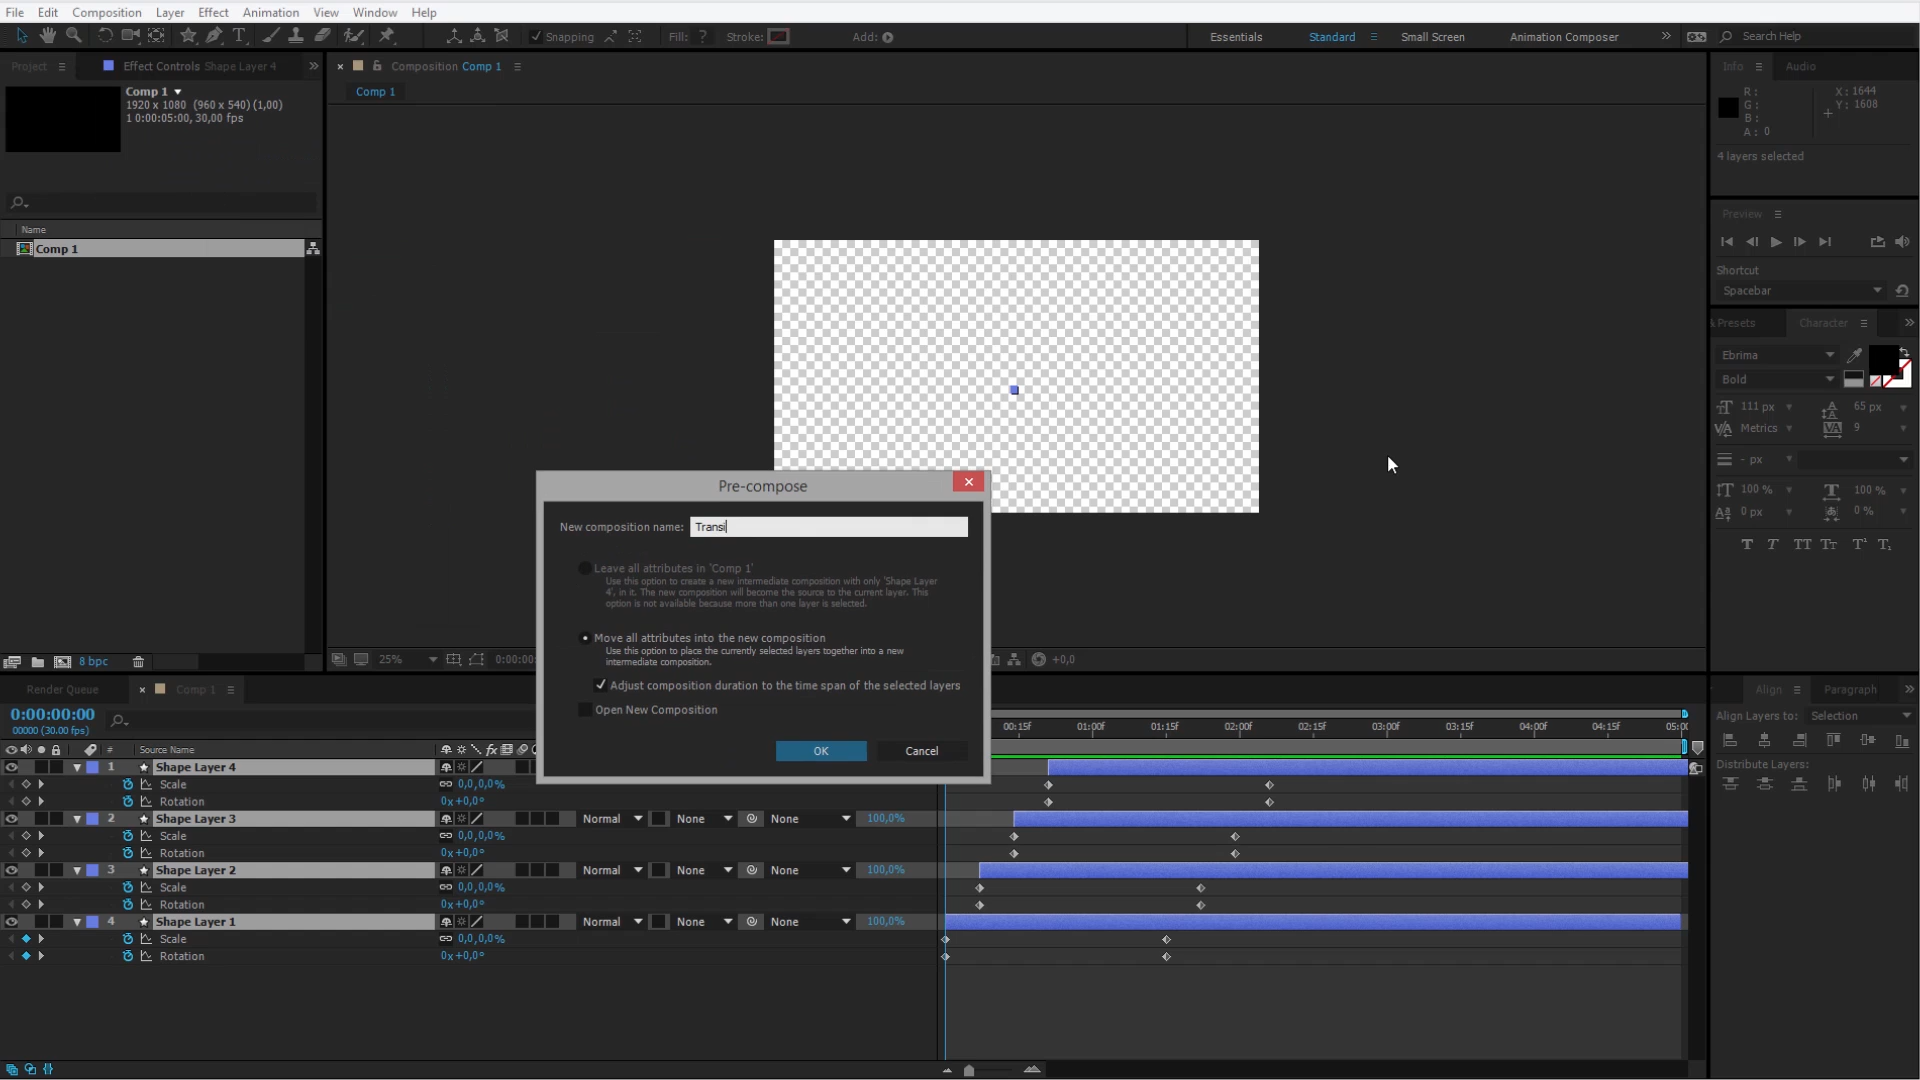 File Edit Composition Layer Effect Animation View Window Help
Snapping Fill: ? Stroke: Add: Essentials Standard Small Screen Animation Composer Search Help
Project Effect Controls Shape Layer 4 Composition Comp 1 Info Audio
Comp 1
1920 x 1080 (960 x 540) (1,00)
1 0:00:05:00, 30,00 fps
Comp 1
R:
G:
B:
A: 0
X: 1644
Y: 1608
4 layers selected
Name
Comp 1
Preview
Shortcut
Spacebar
& Presets Character
Ebrima
Bold
111 px 65 px
Metrics 9
- px
100 % 100 %
0 px 0 %
T T TT Tт T¹ T₁
Pre-compose
New composition name: Transi
Leave all attributes in 'Comp 1'
Use this option to create a new intermediate composition with only 'Shape Layer
4', in it. The new composition will become the source to the current layer. This
option is not available because more than one layer is selected.
Move all attributes into the new composition
Use this option to place the currently selected layers together into a new
intermediate composition.
Adjust composition duration to the time span of the selected layers
Open New Composition
OK Cancel
8 bpc 25% 0:00:0 +0,0
Render Queue Comp 1 Align Paragraph
0:00:00:00
00000 (30.00 fps)
00:15f 01:00f 01:15f 02:00f 02:15f 03:00f 03:15f 04:00f 04:15f 05:00
Align Layers to: Selection
Distribute Layers:
# Source Name fx
1 Shape Layer 4
Scale 0,0,0,0%
Rotation 0x+0,0°
2 Shape Layer 3 Normal None None 100,0%
Scale 0,0,0,0%
Rotation 0x+0,0°
3 Shape Layer 2 Normal None None 100,0%
Scale 0,0,0,0%
Rotation 0x+0,0°
4 Shape Layer 1 Normal None None 100,0%
Scale 0,0,0,0%
Rotation 0x+0,0°